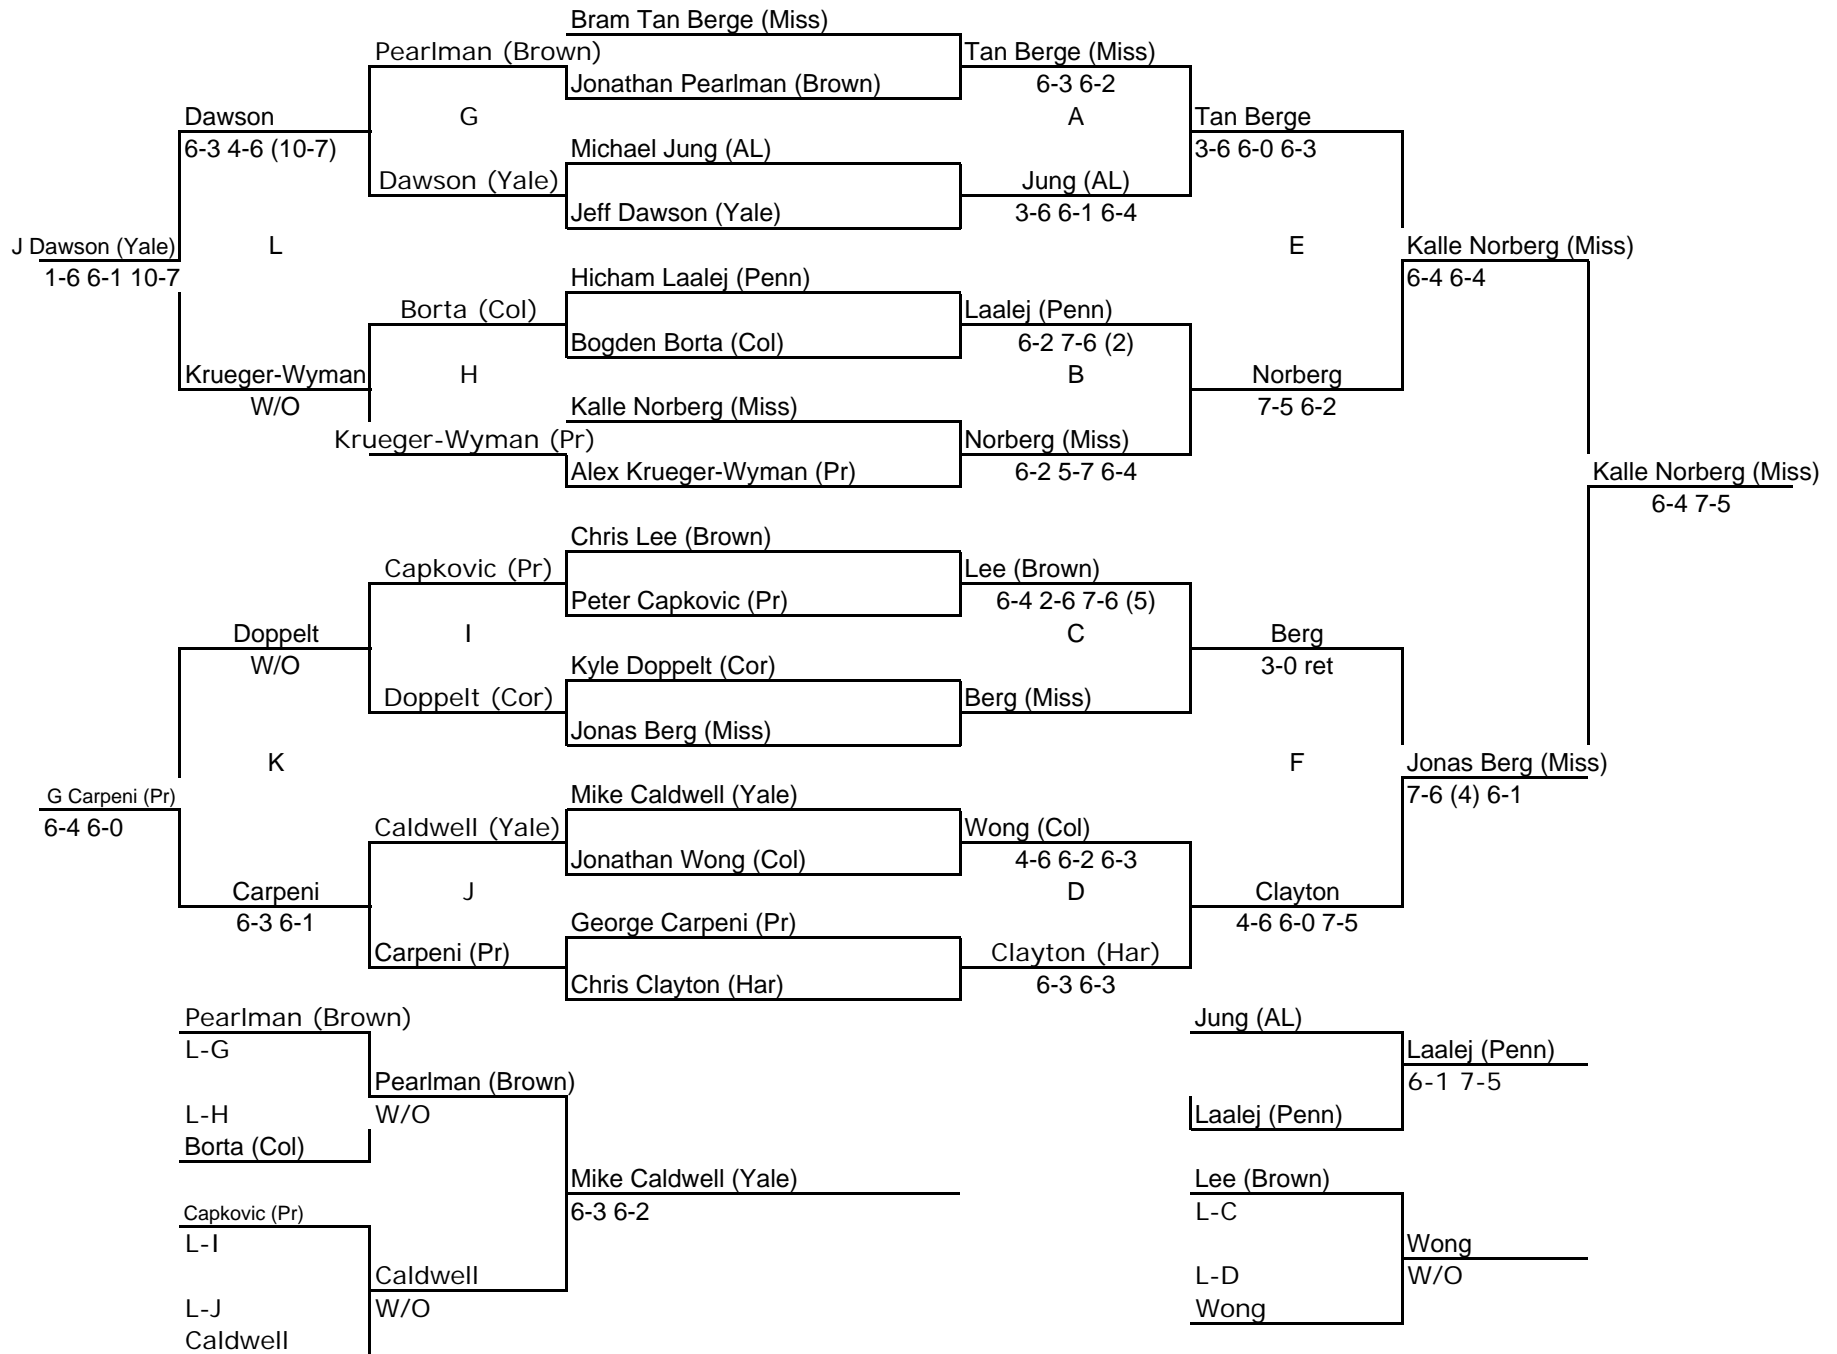 Bram Tan Berge (Miss)
Pearlman (Brown)
Tan Berge (Miss)
Jonathan Pearlman (Brown)
6-3 6-2
Dawson
G
A
Tan Berge
6-3 4-6 (10-7)
Michael Jung (AL)
3-6 6-0 6-3
Dawson (Yale)
Jung (AL)
Jeff Dawson (Yale)
3-6 6-1 6-4
J Dawson (Yale)
L
E
Kalle Norberg (Miss)
1-6 6-1 10-7
Hicham Laalej (Penn)
6-4 6-4
Borta (Col)
Laalej (Penn)
Bogden Borta (Col)
6-2 7-6 (2)
Krueger-Wyman
H
B
Norberg
W/O
Kalle Norberg (Miss)
7-5 6-2
Krueger-Wyman (Pr)
Norberg (Miss)
Alex Krueger-Wyman (Pr)
6-2 5-7 6-4
Kalle Norberg (Miss)
6-4 7-5
Chris Lee (Brown)
Capkovic (Pr)
Lee (Brown)
Peter Capkovic (Pr)
6-4 2-6 7-6 (5)
Doppelt
I
C
Berg
W/O
Kyle Doppelt (Cor)
3-0 ret
Doppelt (Cor)
Berg (Miss)
Jonas Berg (Miss)
K
F
Jonas Berg (Miss)
G Carpeni (Pr)
Mike Caldwell (Yale)
7-6 (4) 6-1
6-4 6-0
Caldwell (Yale)
Wong (Col)
Jonathan Wong (Col)
4-6 6-2 6-3
Carpeni
J
D
Clayton
6-3 6-1
George Carpeni (Pr)
4-6 6-0 7-5
Carpeni (Pr)
Clayton (Har)
Chris Clayton (Har)
6-3 6-3
Pearlman (Brown)
Jung (AL)
L-G
Laalej (Penn)
Pearlman (Brown)
6-1 7-5
L-H
W/O
Laalej (Penn)
Borta (Col)
Mike Caldwell (Yale)
Lee (Brown)
Capkovic (Pr)
6-3 6-2
L-C
L-I
Wong
Caldwell
L-D
W/O
L-J
W/O
Wong
Caldwell